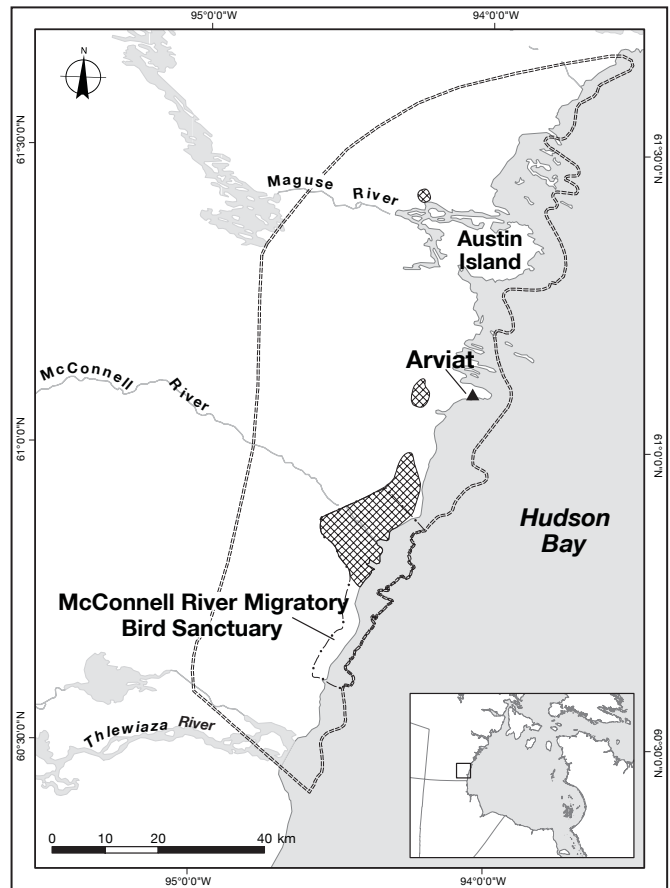 95°0'0"W
94°0'0"W
N
61°30'0"N
61°30'0"N
Maguse River
Austin
Island
Arviat
McConnell River
61°0'0"N
61°0'0"N
Hudson
Bay
McConnell River Migratory
Bird Sanctuary
Thlewiaza River
60°30'0"N
60°30'0"N
0 10 20 40 km
95°0'0"W
94°0'0"W